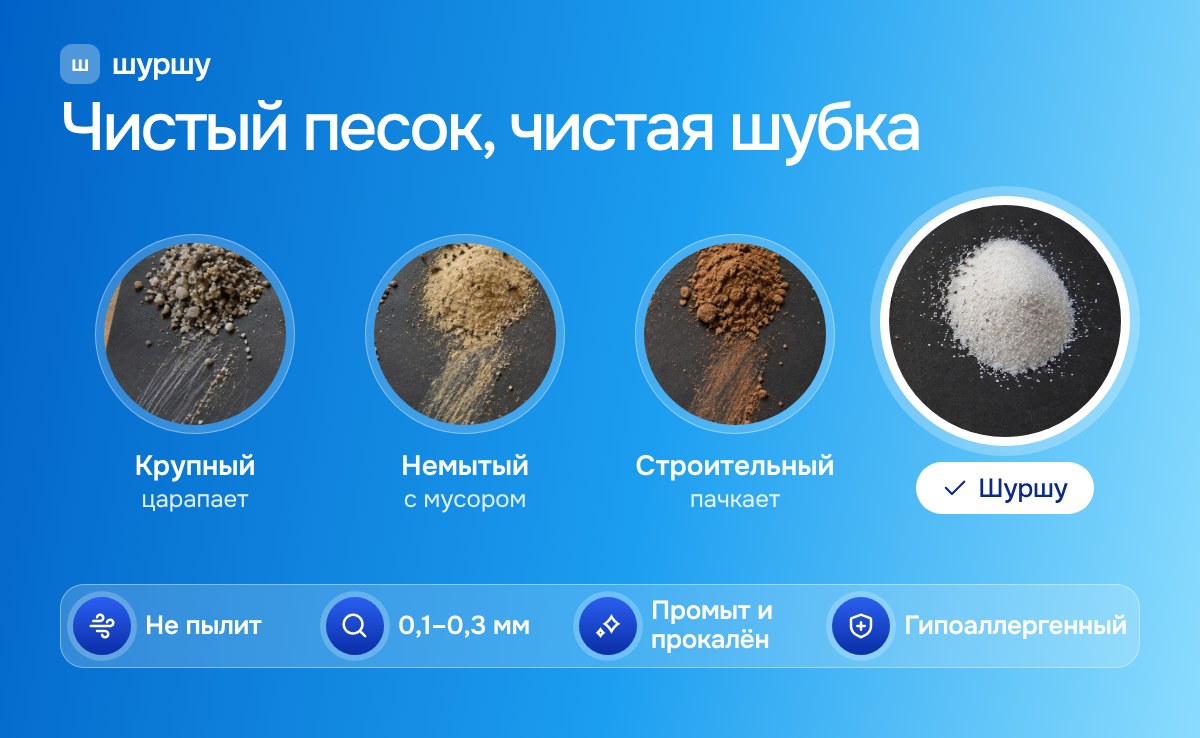 ш шуршу
Чистый песок, чистая шубка
Крупный
царапает
Немытый
с мусором
Строительный
пачкает
Шуршу
Не пылит
0,1–0,3 мм
Промыт и
прокалён
Гипоаллергенный